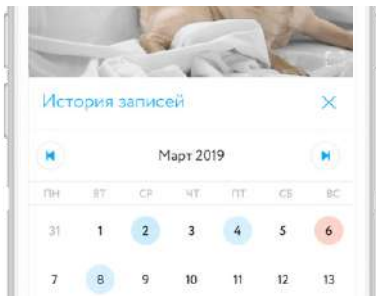 История записей
Март 2019
ПН ВТ СР ЧТ ПТ СБ ВС
31 1 2 3 4 5 6
7 8 9 10 11 12 13